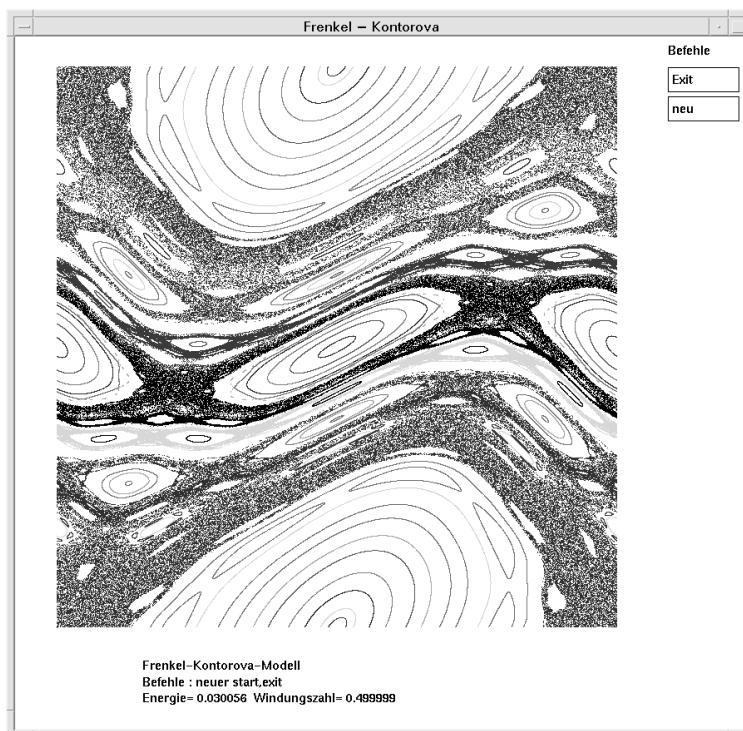 Frenkel – Kontorova
Befehle
Exit
neu
Frenkel-Kontorova-Modell
Befehle : neuer start,exit
Energie= 0.030056 Windungszahl= 0.499999